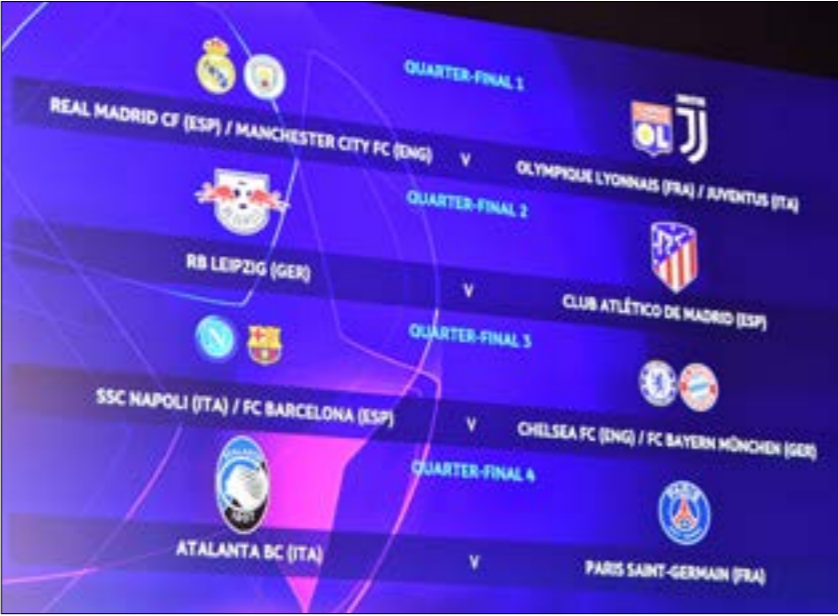 QUARTER-FINAL 1
REAL MADRID CF (ESP) / MANCHESTER CITY FC (ENG) V OLYMPIQUE LYONNAIS (FRA) / JUVENTUS (ITA)
QUARTER-FINAL 2
RB LEIPZIG (GER) V CLUB ATLÉTICO DE MADRID (ESP)
QUARTER-FINAL 3
SSC NAPOLI (ITA) / FC BARCELONA (ESP) V CHELSEA FC (ENG) / FC BAYERN MÜNCHEN (GER)
QUARTER-FINAL 4
ATALANTA BC (ITA) V PARIS SAINT-GERMAIN (FRA)